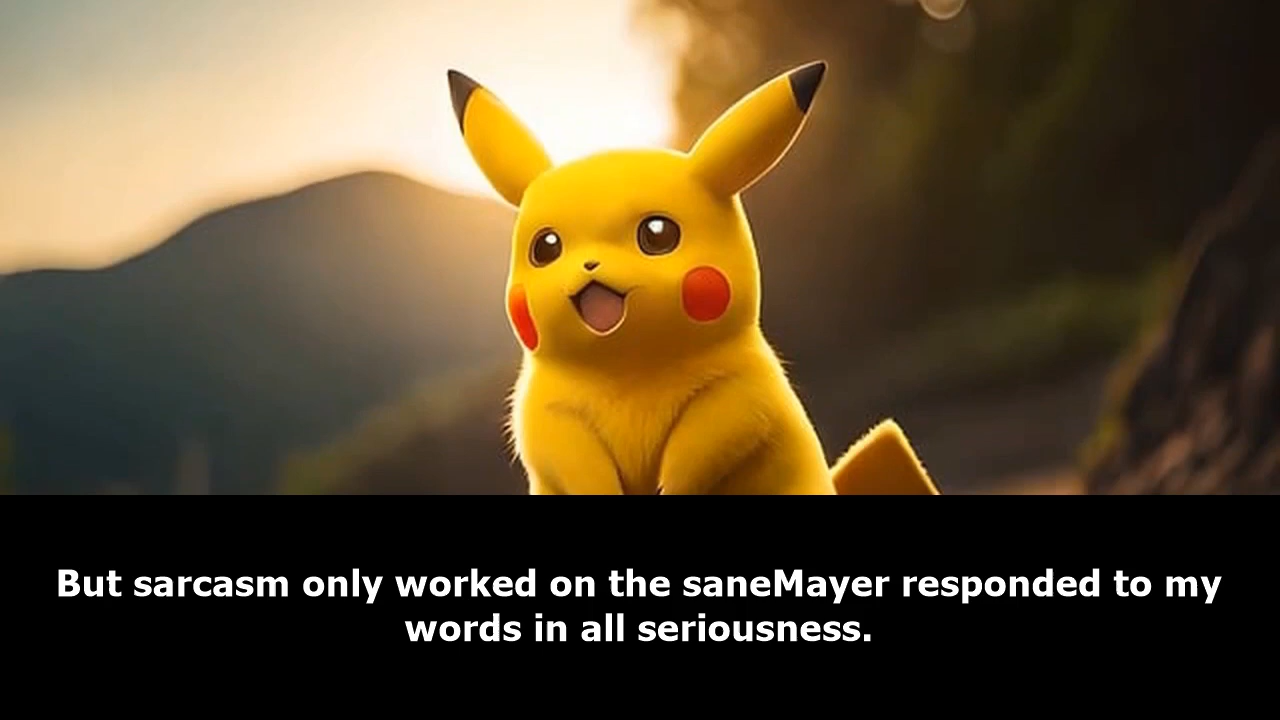 But sarcasm only worked on the saneMayer responded to my
words in all seriousness.